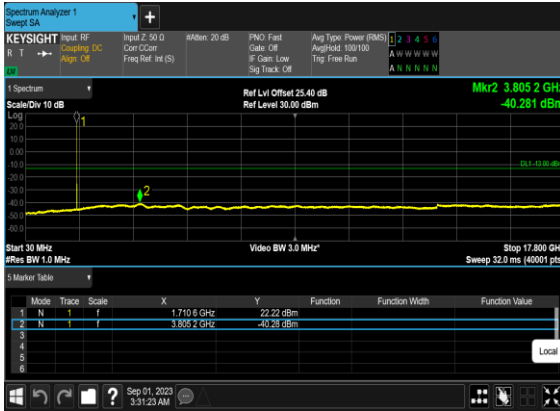 Spectrum Analyzer 1
Swept SA
+
KEYSIGHT
R T
LV
Input: RF
Coupling: DC
Align: Off
Input Z: 50 Ω
Corr CCorr
Freq Ref: Int (S)
#Atten: 20 dB
PNO: Fast
Gate: Off
IF Gain: Low
Sig Track: Off
Avg Type: Power (RMS)
Avg|Hold: 100/100
Trig: Free Run
1 2 3 4 5 6
A W W W W W
A N N N N N
1 Spectrum
Scale/Div 10 dB
Ref Lvl Offset 25.40 dB
Ref Level 30.00 dBm
Mkr2 3.805 2 GHz
-40.281 dBm
Log
20.0
10.0
0.00
-10.0
-20.0
-30.0
-40.0
-50.0
-60.0
1
2
DL1 -13.00 dBm
Start 30 MHz
#Res BW 1.0 MHz
Video BW 3.0 MHz*
Stop 17.800 GH
Sweep 32.0 ms (40001 pts
5 Marker Table
Mode Trace Scale X Y Function Function Width Function Value
1 N 1 f 1.710 6 GHz 22.22 dBm
2 N 1 f 3.805 2 GHz -40.28 dBm
3
4
5
6
Local
?
Sep 01, 2023
3:31:23 AM